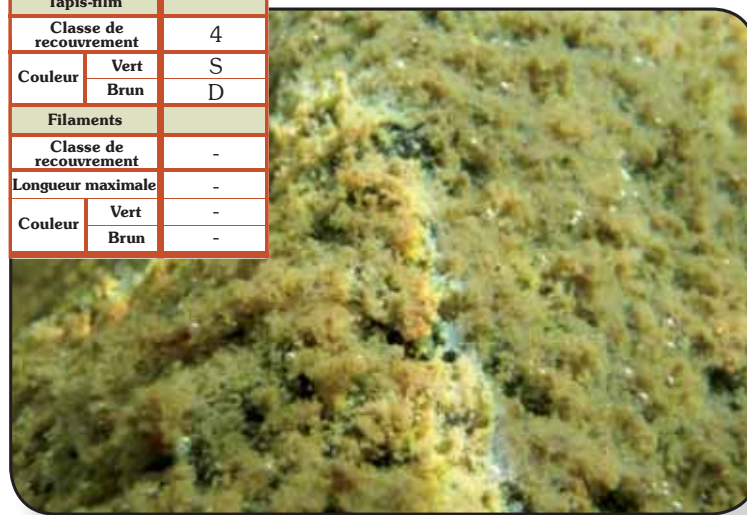 Tapis-film
Classe de
recouvrement
4
Couleur
Vert
S
Brun
D
Filaments
Classe de
recouvrement
-
Longueur maximale
-
Couleur
Vert
-
Brun
-